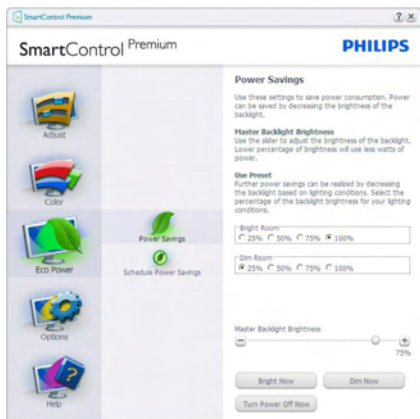 SmartControl Premium
SmartControl Premium
PHILIPS
Adjust
Color
Eco Power
Options
Help
Power Savings
Schedule Power Savings
Power Savings
Use these settings to save power consumption. Power
can be saved by decreasing the brightness of the
backlight.
Master Backlight Brightness
Use the slider to adjust the brightness of the backlight.
Lower percentage of brightness will use less watts of
power.
Use Preset
Further power savings can be realized by decreasing
the backlight based on lighting conditions. Select the
percentage of the backlight brightness for your lighting
conditions.
Bright Room
25% 50% 75% 100%
Dim Room
25% 50% 75% 100%
Master Backlight Brightness
75%
Bright Now Dim Now
Turn Power Off Now